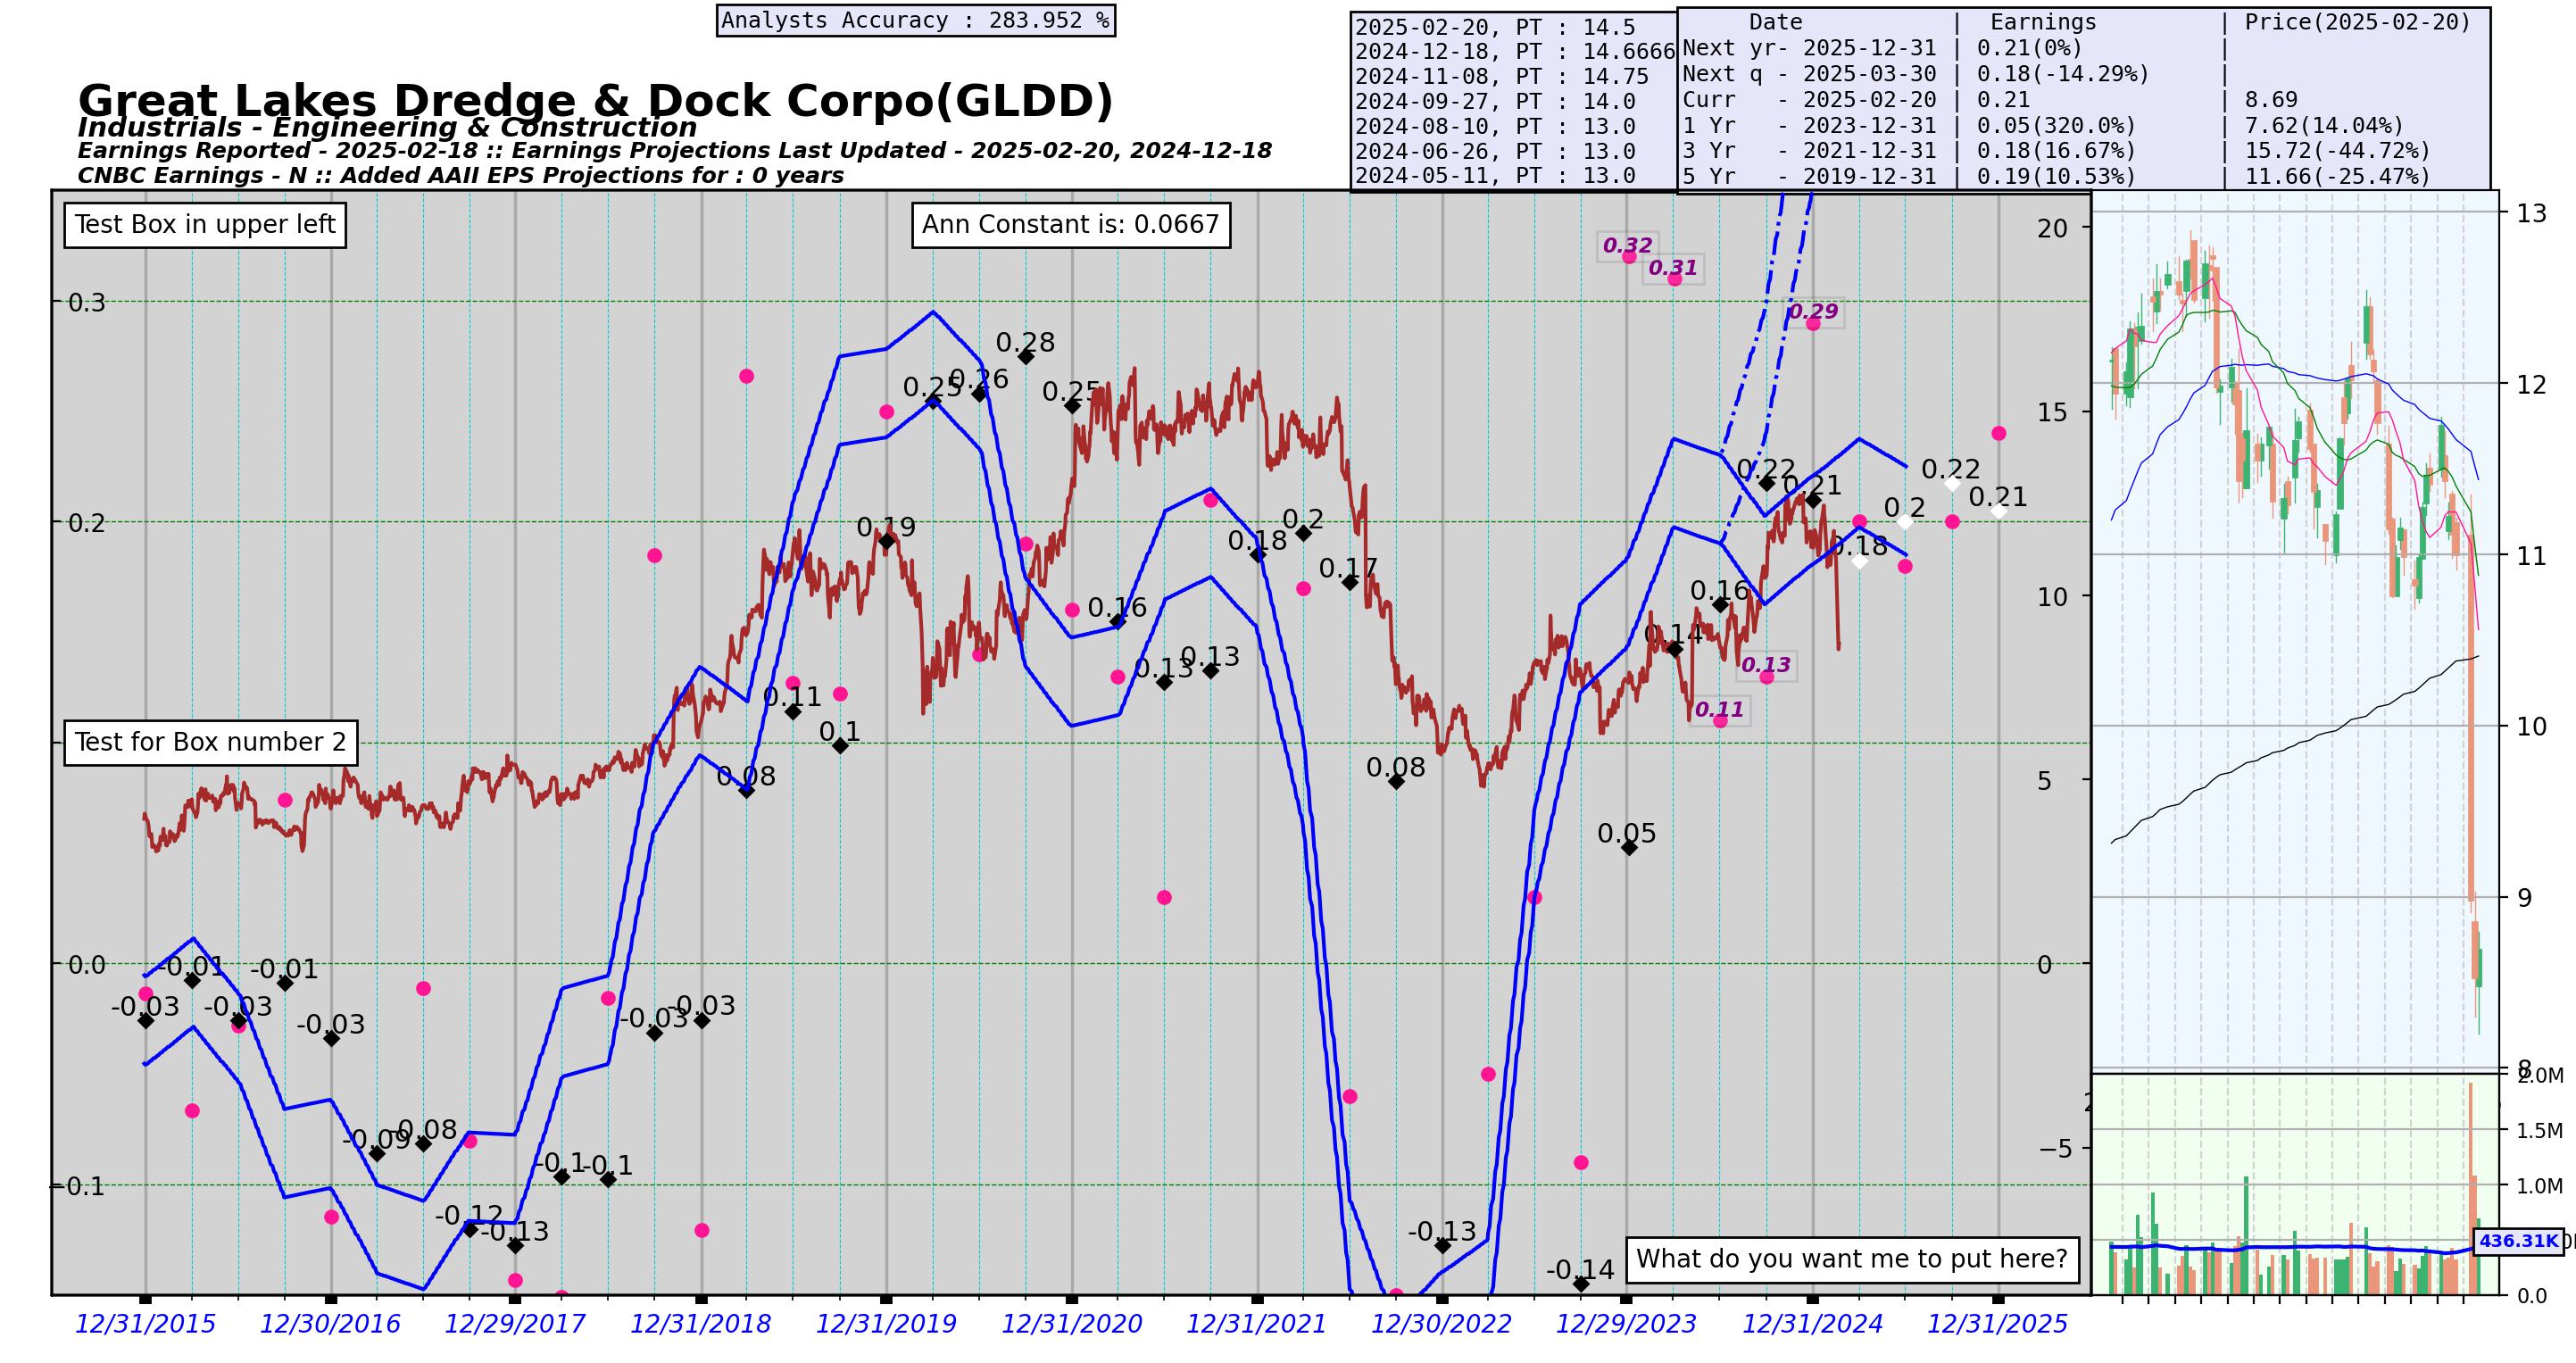 Analysts Accuracy : 283.952 %
Great Lakes Dredge & Dock Corpo(GLDD)
Industrials - Engineering & Construction
Earnings Reported - 2025-02-18 :: Earnings Projections Last Updated - 2025-02-20, 2024-12-18
CNBC Earnings - N :: Added AAII EPS Projections for : 0 years
2025-02-20, PT : 14.5
2024-12-18, PT : 14.6666
2024-11-08, PT : 14.75
2024-09-27, PT : 14.0
2024-08-10, PT : 13.0
2024-06-26, PT : 13.0
2024-05-11, PT : 13.0
Date | Earnings | Price(2025-02-20)
Next yr- 2025-12-31 | 0.21(0%) |
Next q - 2025-03-30 | 0.18(-14.29%) |
Curr - 2025-02-20 | 0.21 | 8.69
1 Yr - 2023-12-31 | 0.05(320.0%) | 7.62(14.04%)
3 Yr - 2021-12-31 | 0.18(16.67%) | 15.72(-44.72%)
5 Yr - 2019-12-31 | 0.19(10.53%) | 11.66(-25.47%)
Test Box in upper left
Ann Constant is: 0.0667
Test for Box number 2
What do you want me to put here?
0.3
0.2
0.0
-0.1
-0.03
-0.01
-0.03
-0.01
-0.03
-0.09
-0.08
-0.12
-0.13
-0.1
-0.1
-0.03
-0.03
0.08
0.11
0.1
0.19
0.25
0.26
0.28
0.25
0.16
0.13
0.13
0.18
0.2
0.17
0.08
-0.13
-0.14
0.05
0.14
0.16
0.22
0.21
0.18
0.2
0.22
0.21
0.32
0.31
0.11
0.13
0.29
20
15
10
5
0
−5
13
12
11
10
9
8
2.0M
1.5M
1.0M
436.31K
0.0
12/31/2015
12/30/2016
12/29/2017
12/31/2018
12/31/2019
12/31/2020
12/31/2021
12/30/2022
12/29/2023
12/31/2024
12/31/2025